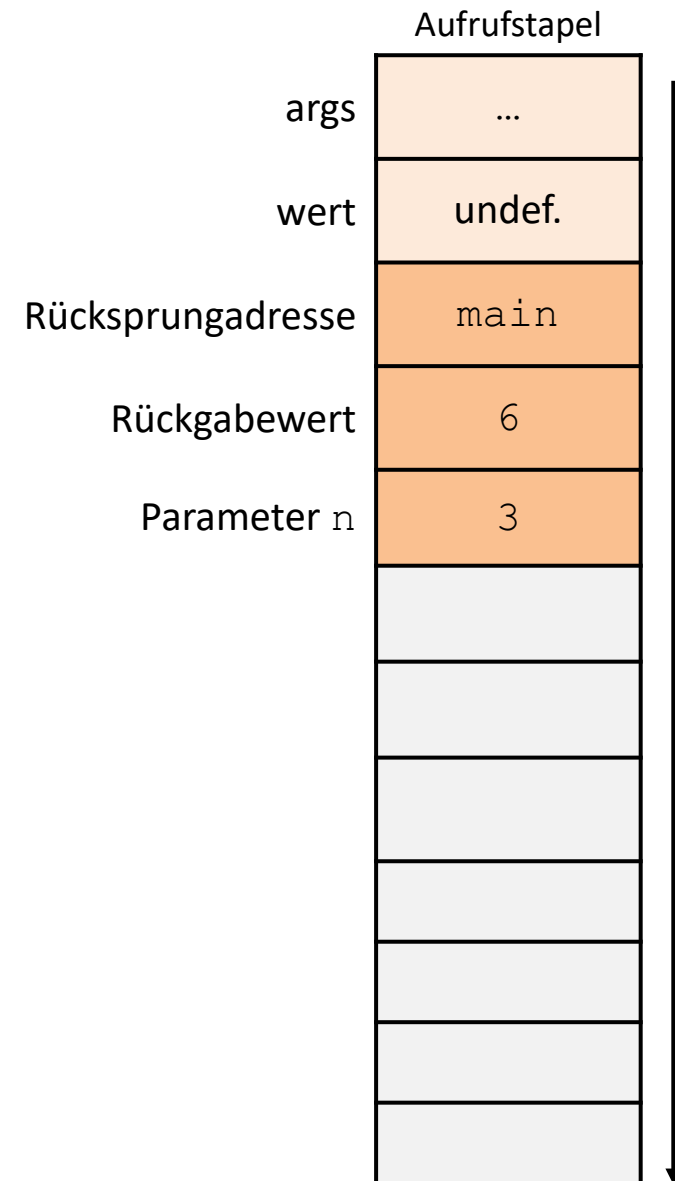 Aufrufstapel
args …
wert undef.
Rücksprungadresse main
Rückgabewert 6
Parameter n 3